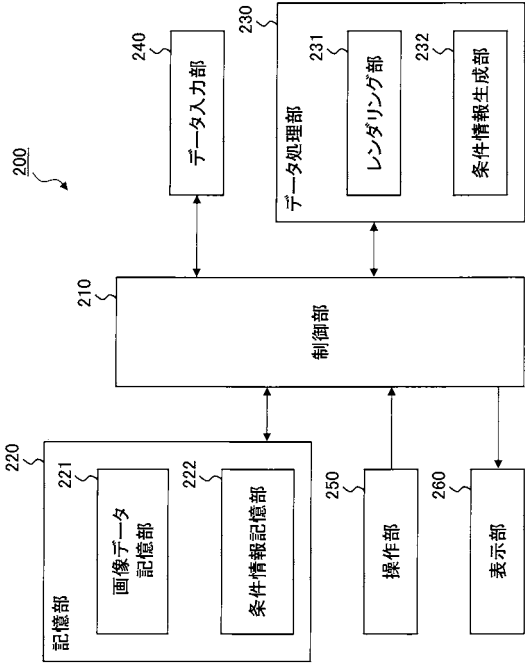 200
220
記憶部
221
画像データ
記憶部
222
条件情報記憶部
250
操作部
260
表示部
210
制御部
240
データ入力部
230
データ処理部
231
レンダリング部
232
条件情報生成部